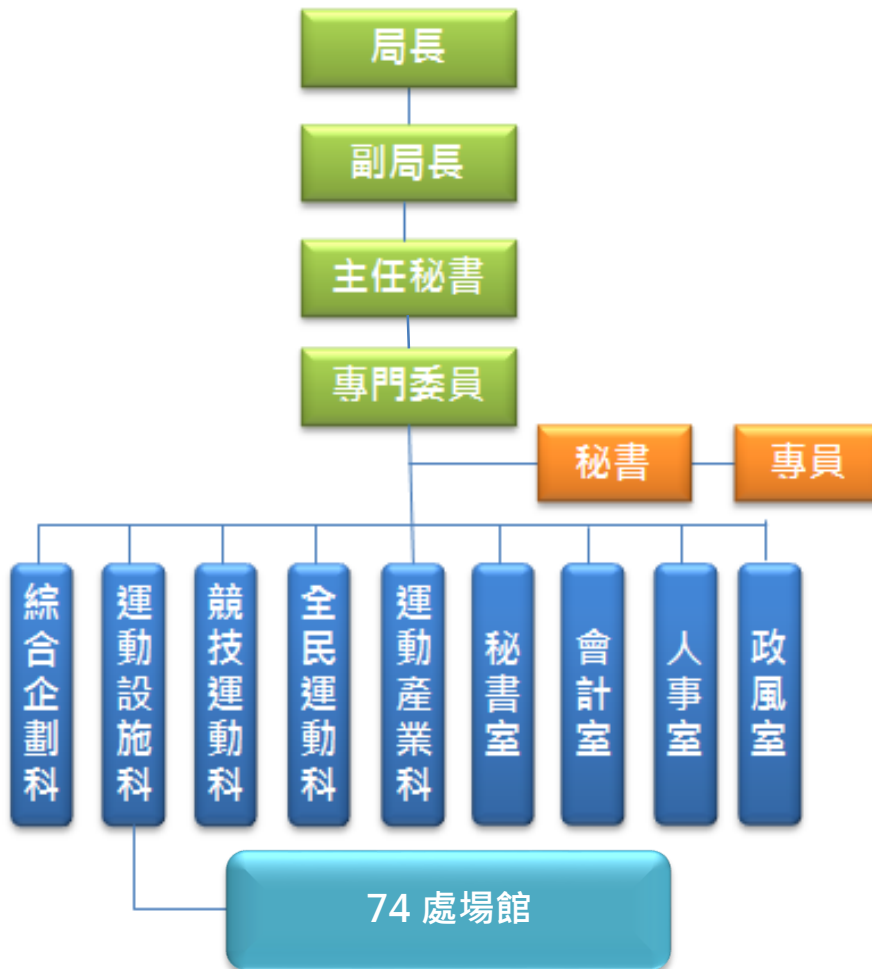 局長
副局長
主任秘書
專門委員
秘書
專員
綜合企劃科
運動設施科
競技運動科
全民運動科
運動產業科
秘書室
會計室
人事室
政風室
74 處場館